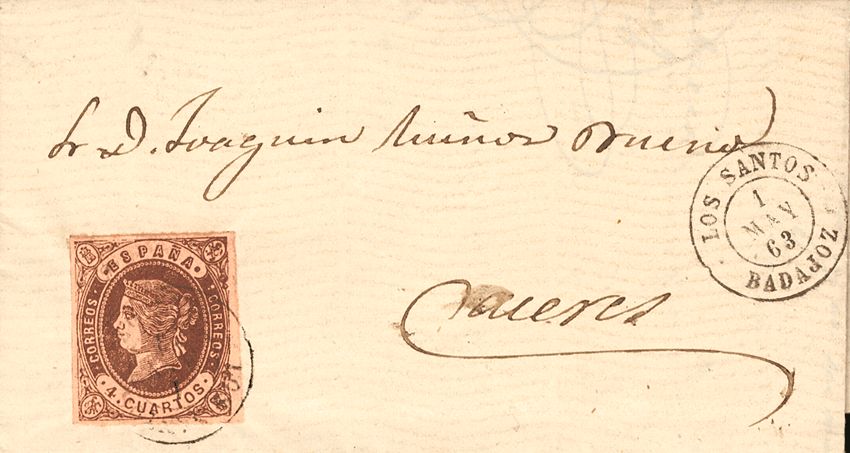 Sr. D. Joaquin Muñoz Bueno
LOS SANTOS
1
MAY
63
BADAJOZ
ESPAÑA
CORREOS
CORREOS
4. CUARTOS
Caceres